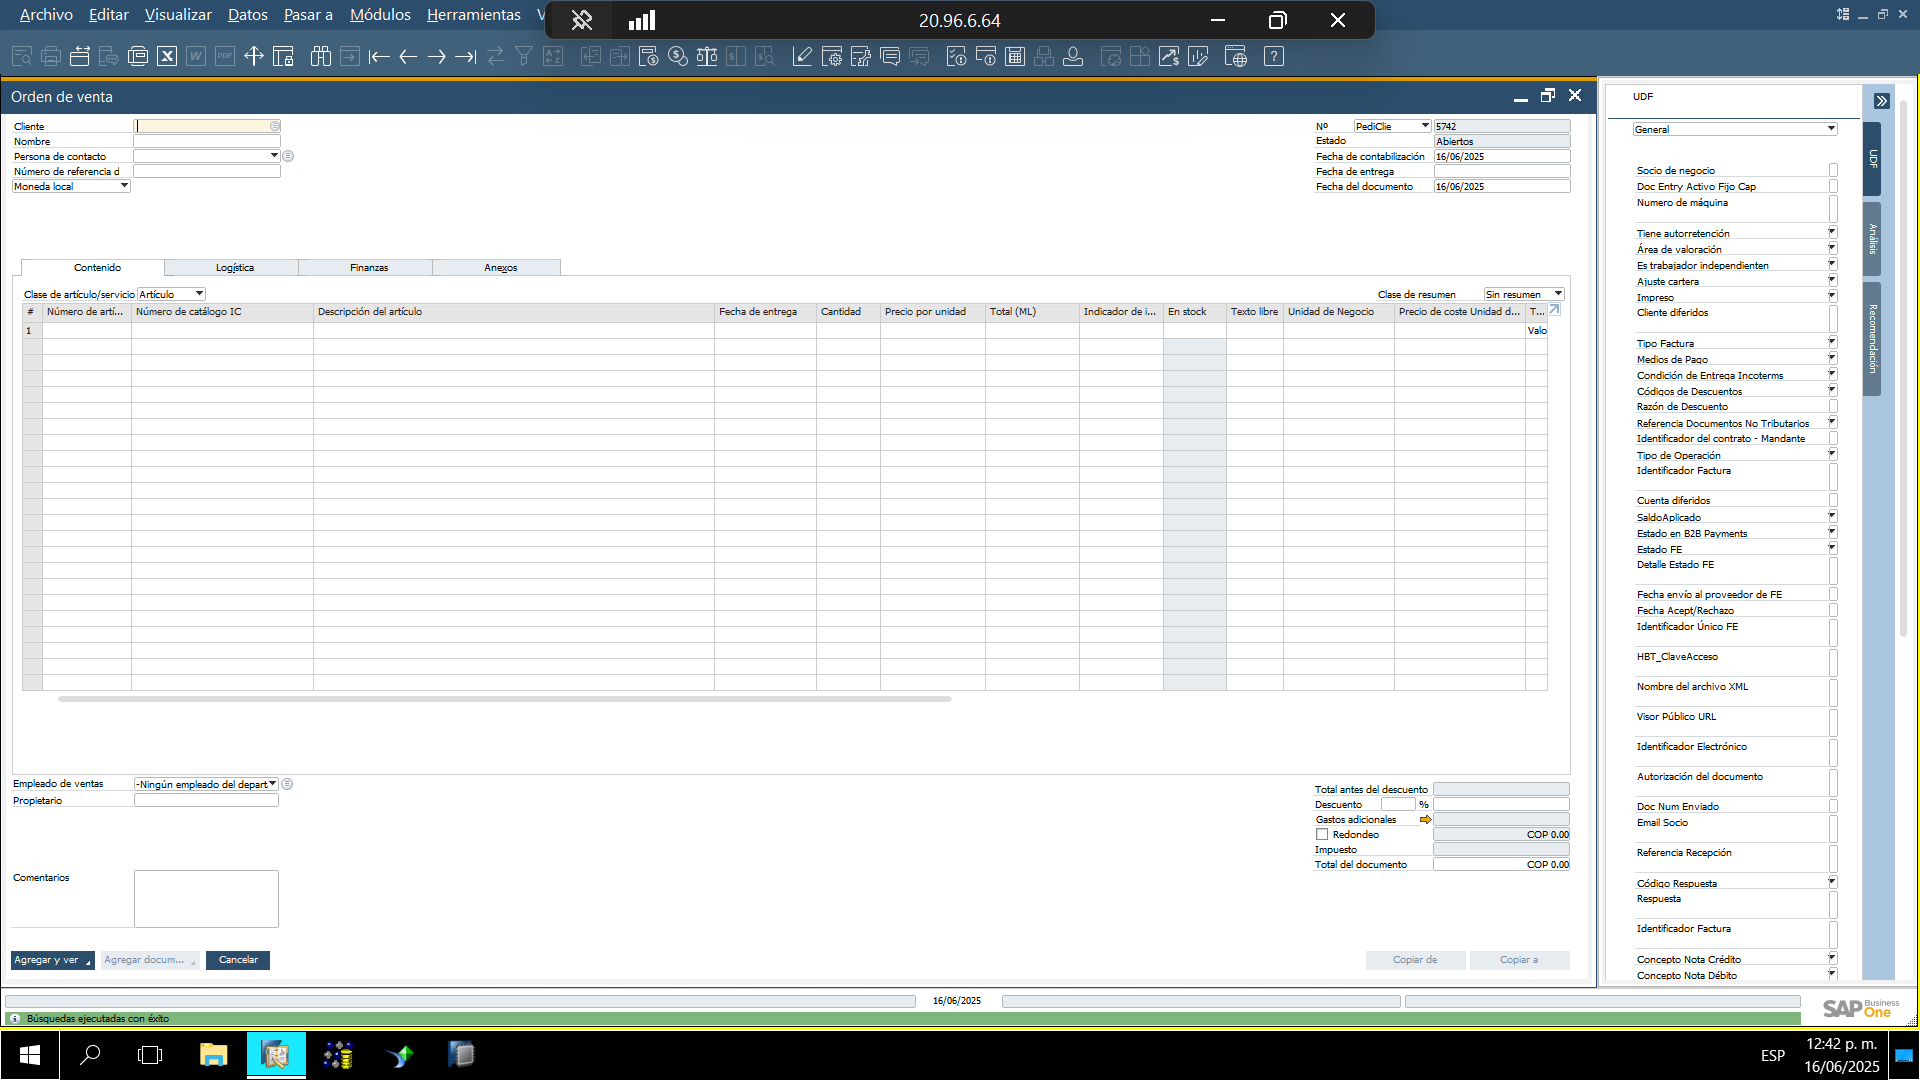 Archivo Editar Visualizar Datos Pasar a Módulos Herramientas V
20.96.6.64
Orden de venta
Cliente
Nombre
Persona de contacto
Número de referencia d
Moneda local
Nº PediClie 5742
Estado Abiertos
Fecha de contabilización 16/06/2025
Fecha de entrega
Fecha del documento 16/06/2025
Contenido Logística Finanzas Anexos
Clase de artículo/servicio Artículo
Clase de resumen Sin resumen
# Número de artí... Número de catálogo IC Descripción del artículo Fecha de entrega Cantidad Precio por unidad Total (ML) Indicador de i... En stock Texto libre Unidad de Negocio Precio de coste Unidad d... T...
1 Valo
Empleado de ventas -Ningún empleado del depart
Propietario
Comentarios
Total antes del descuento
Descuento %
Gastos adicionales
Redondeo COP 0.00
Impuesto
Total del documento COP 0.00
Agregar y ver Agregar docum... Cancelar
Copiar de Copiar a
UDF
General
Socio de negocio
Doc Entry Activo Fijo Cap
Numero de máquina
Tiene autorretención
Área de valoración
Es trabajador independien
Ajuste cartera
Impreso
Cliente diferidos
Tipo Factura
Medios de Pago
Condición de Entrega Incoterms
Códigos de Descuentos
Razón de Descuento
Referencia Documentos No Tributarios
Identificador del contrato - Mandante
Tipo de Operación
Identificador Factura
Cuenta diferidos
SaldoAplicado
Estado en B2B Payments
Estado FE
Detalle Estado FE
Fecha envío al proveedor de FE
Fecha Acept/Rechazo
Identificador Único FE
HBT_ClaveAcceso
Nombre del archivo XML
Visor Público URL
Identificador Electrónico
Autorización del documento
Doc Num Enviado
Email Socio
Referencia Recepción
Código Respuesta
Respuesta
Identificador Factura
Concepto Nota Crédito
Concepto Nota Débito
UDF
Análisis
Recomendación
16/06/2025
Búsquedas ejecutadas con éxito
SAP Business One
ESP
12:42 p. m.
16/06/2025